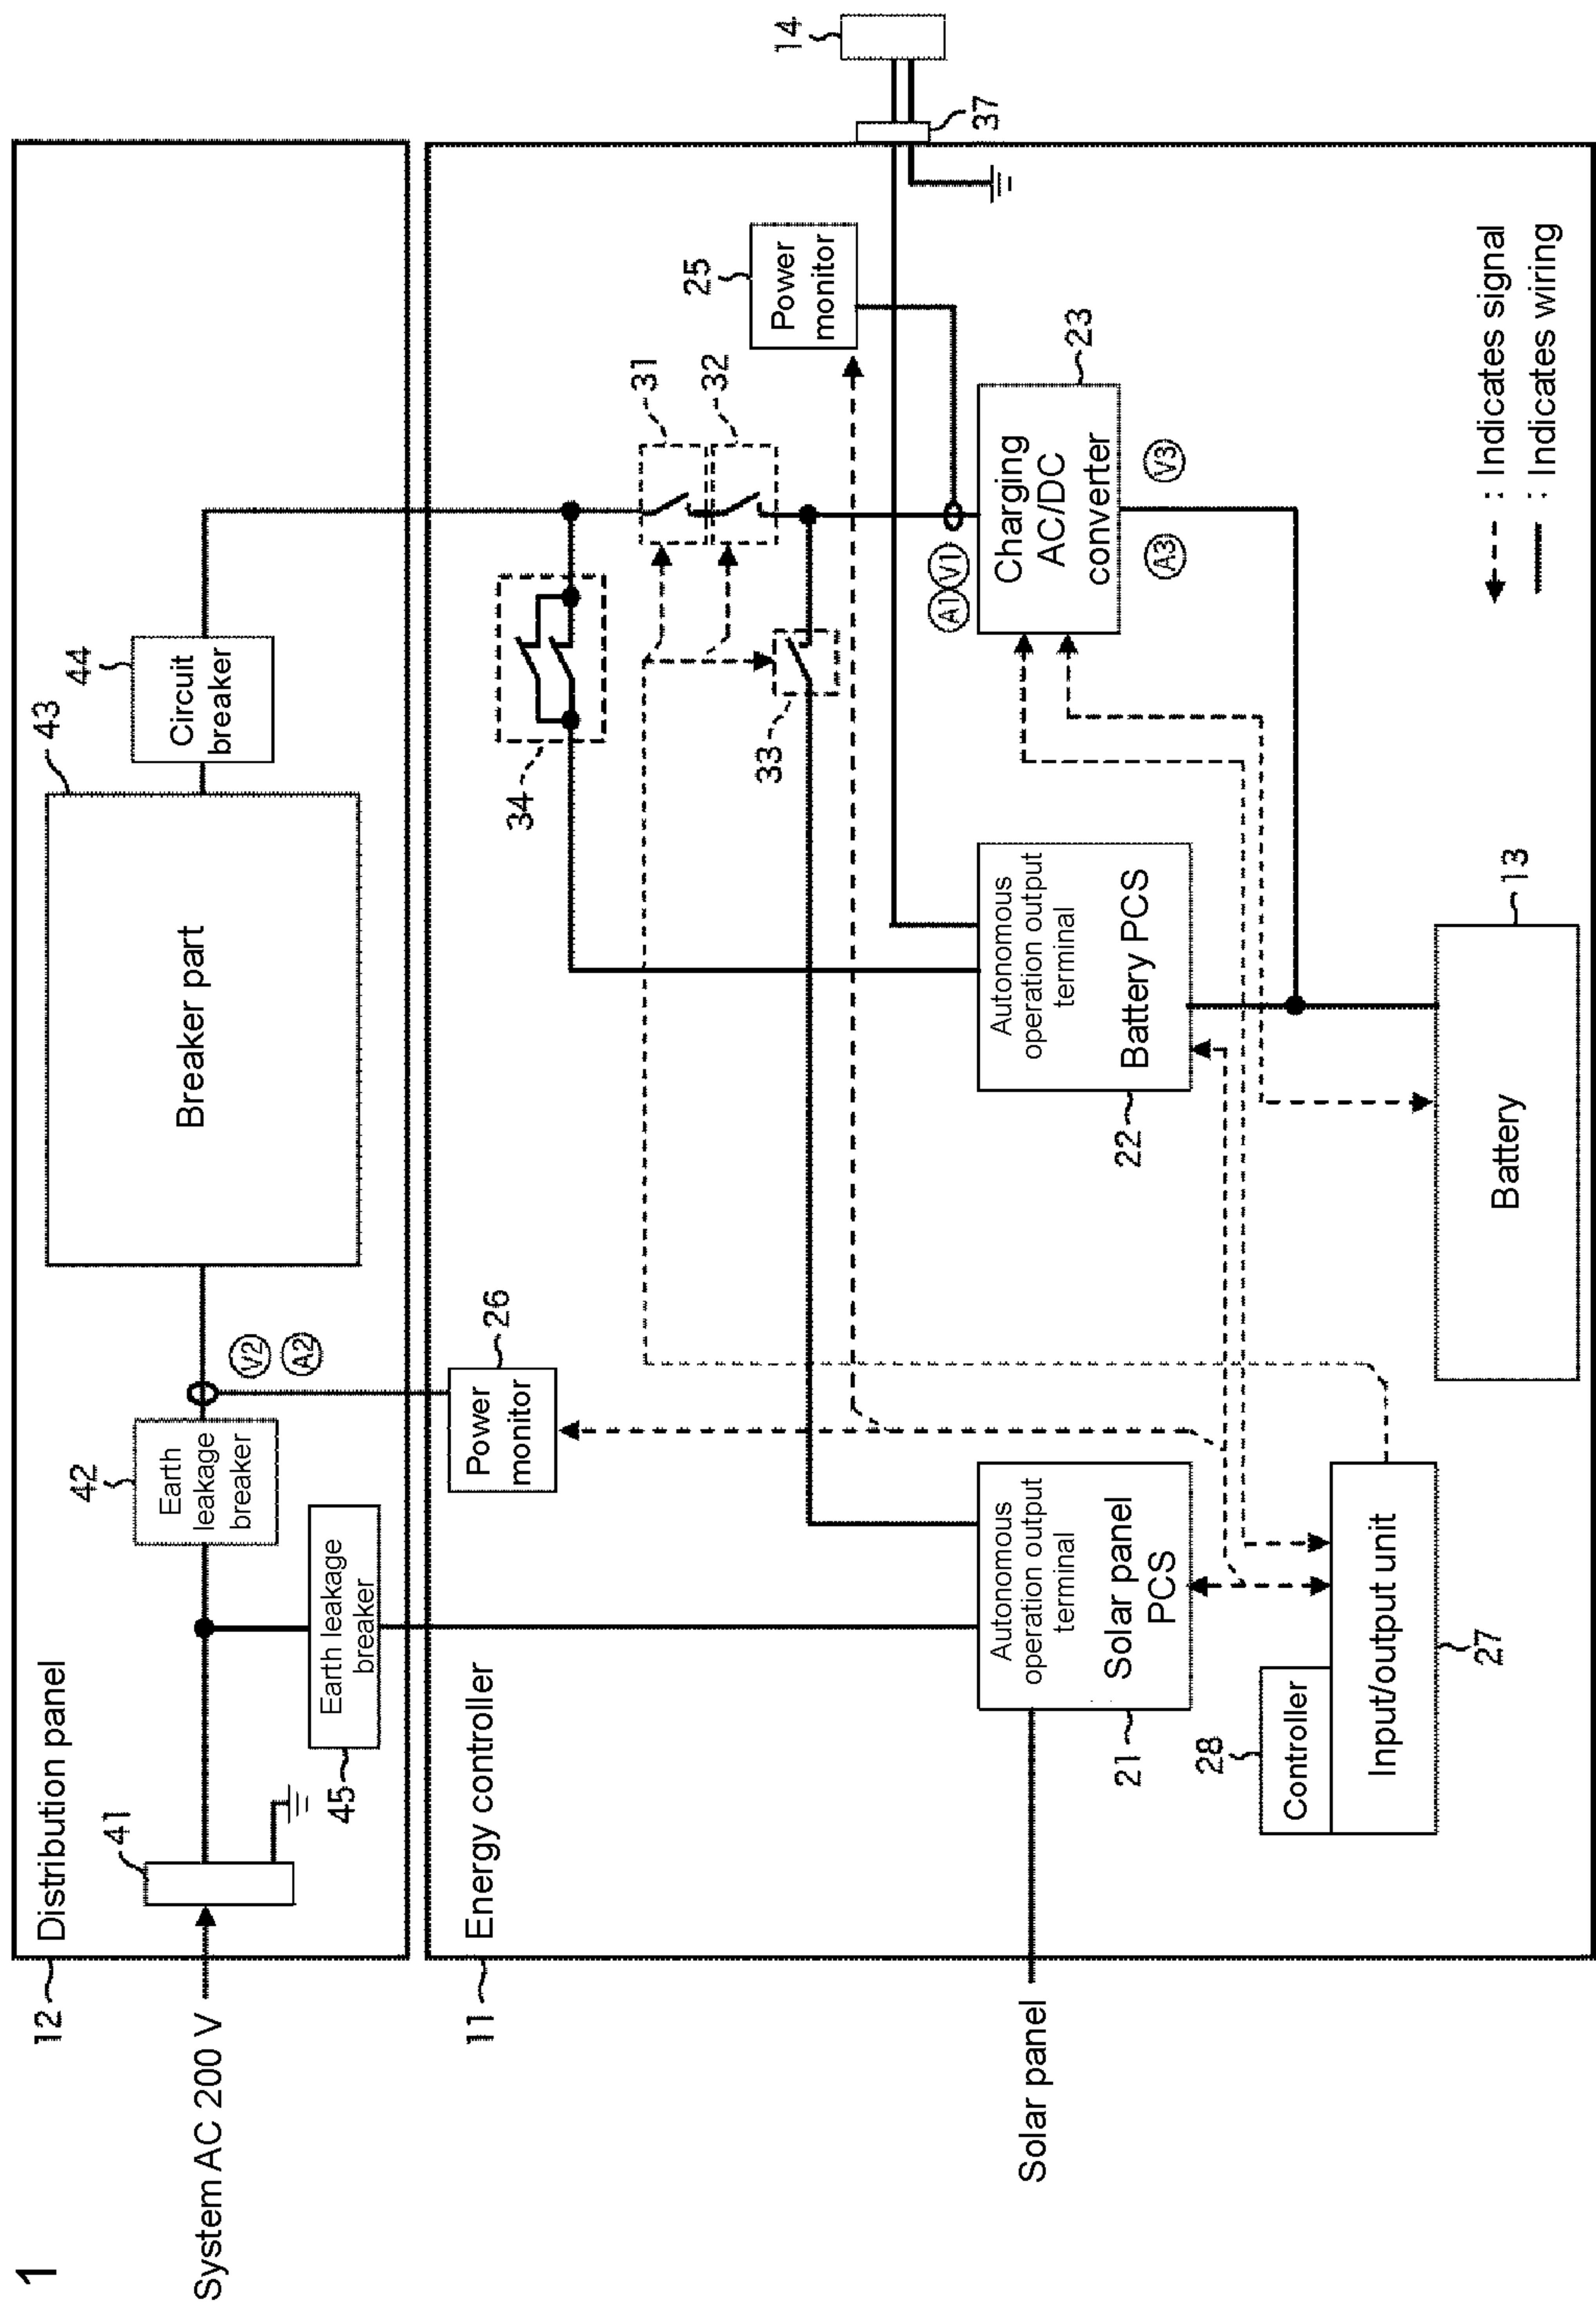 1
System AC 200 V
12
Distribution panel
41
42
Earth
leakage
breaker
45
Earth leakage
breaker
V2
A2
43
Breaker part
44
Circuit
breaker
11
Energy controller
26
Power
monitor
34
31
32
33
25
Power
monitor
14
37
Solar panel
21
Autonomous
operation output
terminal
Solar panel
PCS
22
Autonomous
operation output
terminal
Battery PCS
A1
V1
23
Charging
AC/DC
converter
A3
V3
28
Controller
Input/output unit
27
13
Battery
: Indicates signal
: Indicates wiring